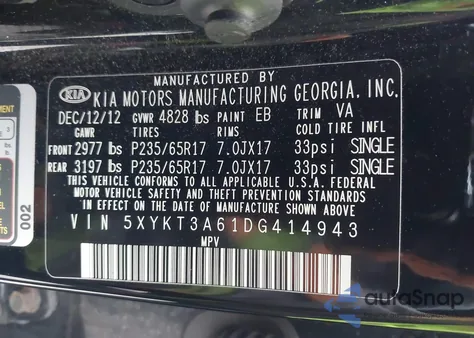 MANUFACTURED BY
KIA KIA MOTORS MANUFACTURING GEORGIA, INC.
DEC/12/12 GVWR 4828 lbs PAINT EB TRIM VA
GAWR TIRES RIMS COLD TIRE INFL
FRONT 2977 lbs P235/65R17 7.0JX17 33psi SINGLE
REAR 3197 lbs P235/65R17 7.0JX17 33psi SINGLE
THIS VEHICLE CONFORMS TO ALL APPLICABLE U.S.A. FEDERAL
MOTOR VEHICLE SAFETY AND THEFT PREVENTION STANDARDS
IN EFFECT ON THE DATE OF MANUFACTURE SHOWN ABOVE.
VIN 5XYKT3A61DG414943
MPV
002
autoSnap